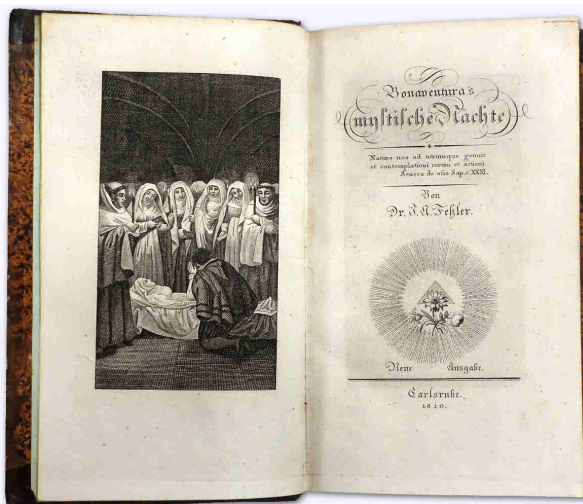 Bonaventura's
mystische Nächte
Natura nos ad utrumque genuit
et contemplationi rerum et actioni
Seneca de otio Sap. c. XXXI.
Von
Dr. J. A. Feßler.
Neue Ausgabe.
Carlsruhe.
1810.